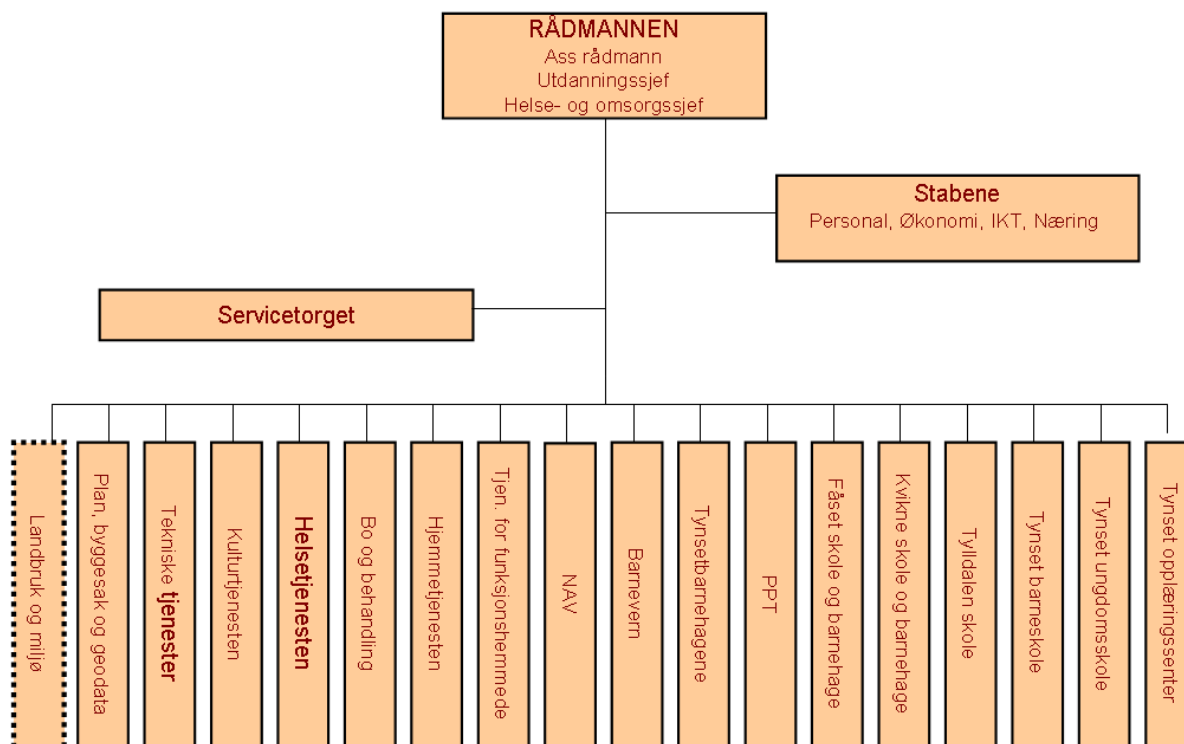 RÅDMANNEN
Ass rådmann
Utdanningssjef
Helse- og omsorgssjef
Stabene
Personal, Økonomi, IKT, Næring
Servicetorget
Landbruk og miljø
Plan, byggesak og geodata
Tekniske tjenester
Kulturtjenesten
Helsetjenesten
Bo og behandling
Hjemmetjenesten
Tjen. for funksjonshemmede
NAV
Barnevern
Tynsetbarnehagene
PPT
Fåset skole og barnehage
Kvikne skole og barnehage
Tylldalen skole
Tynset barneskole
Tynset ungdomsskole
Tynset opplæringssenter